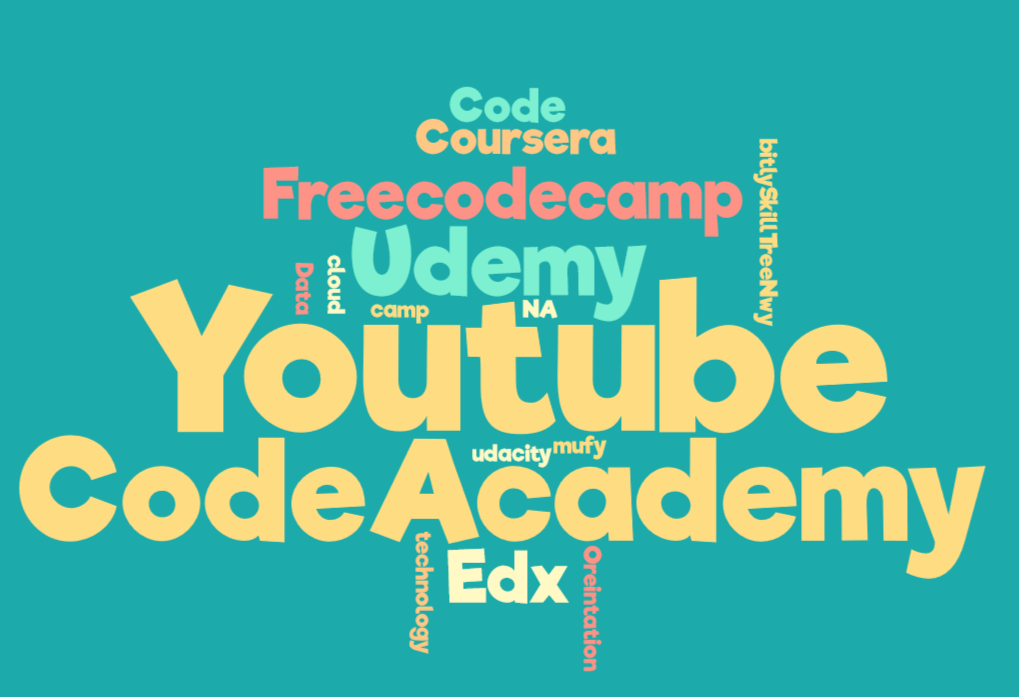 Code
Coursera
Freecodecamp
bitlySkillTreeNwy
Udemy
Data
cloud
camp
NA
Youtube
udacity
mufy
CodeAcademy
technology
Edx
Oreintation